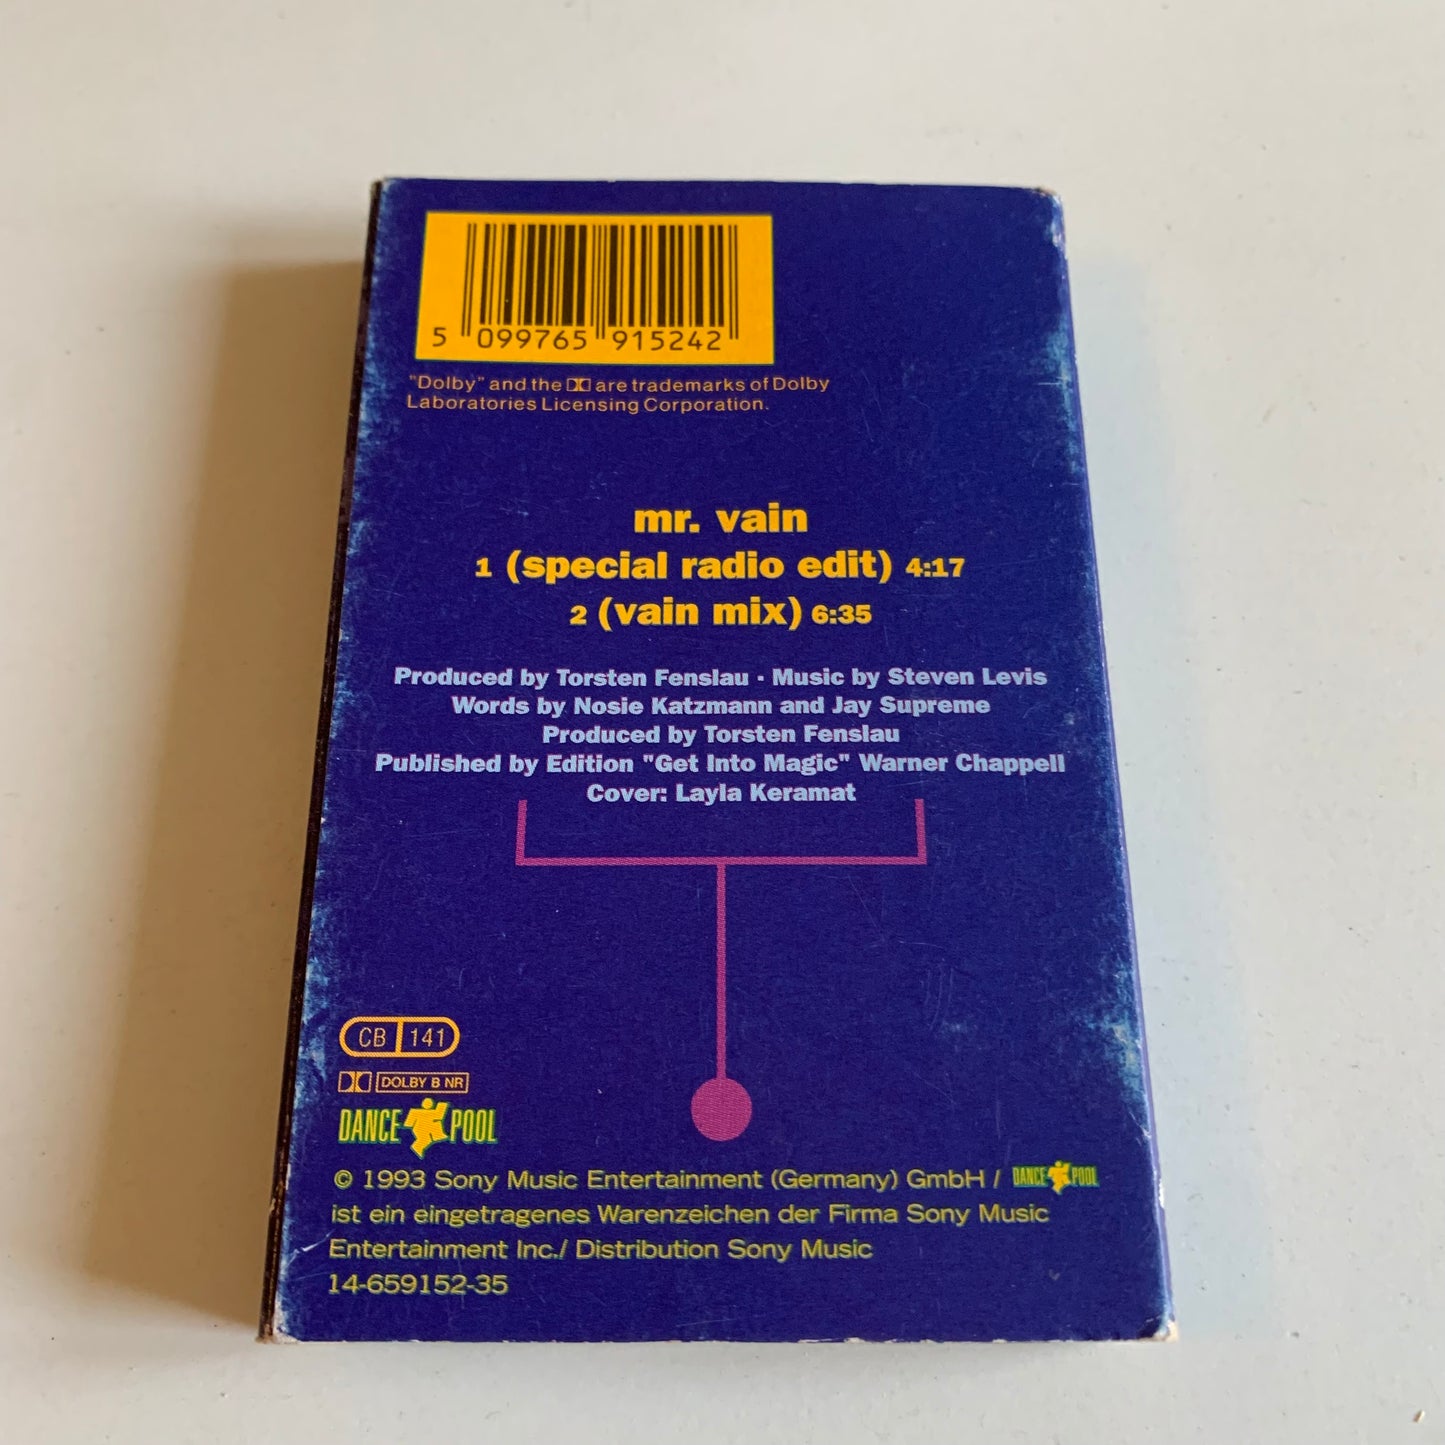 5 099765 915242
"Dolby" and the are trademarks of Dolby
Laboratories Licensing Corporation.
mr. vain
1 (special radio edit) 4:17
2 (vain mix) 6:35
Produced by Torsten Fenslau · Music by Steven Levis
Words by Nosie Katzmann and Jay Supreme
Produced by Torsten Fenslau
Published by Edition "Get Into Magic" Warner Chappell
Cover: Layla Keramat
CB 141
DOLBY B NR
DANCE POOL
© 1993 Sony Music Entertainment (Germany) GmbH / DANCE POOL
ist ein eingetragenes Warenzeichen der Firma Sony Music
Entertainment Inc./ Distribution Sony Music
14-659152-35